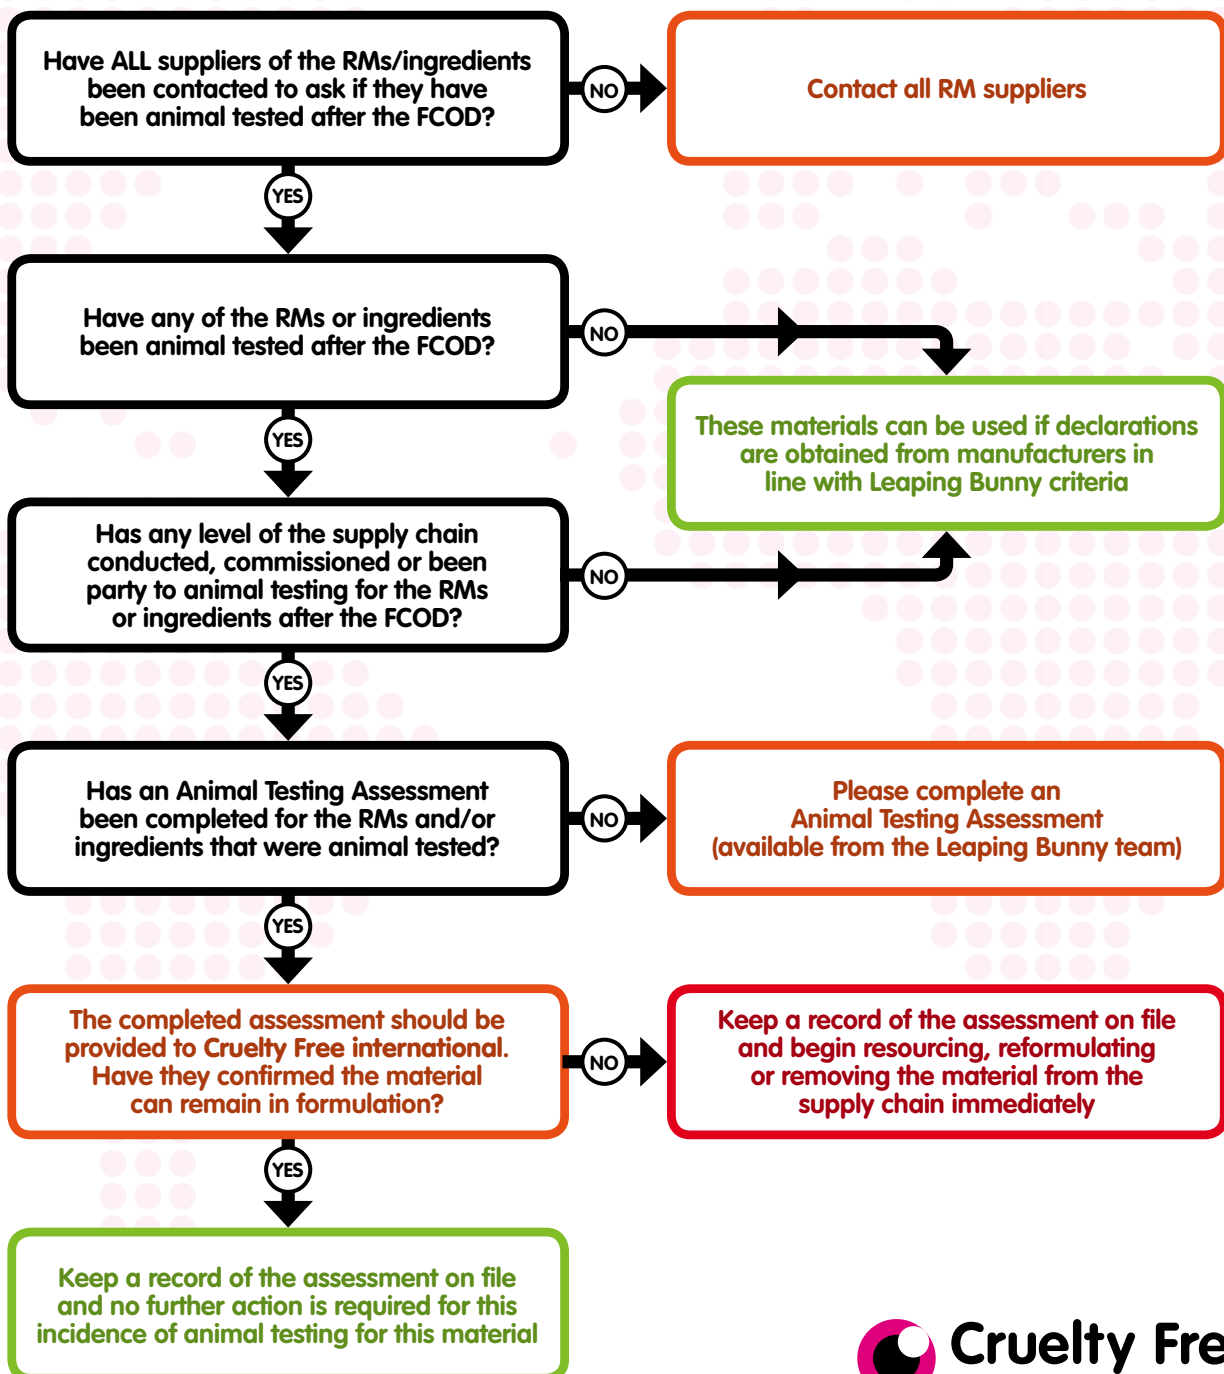 Have ALL suppliers of the RMs/ingredients
been contacted to ask if they have
been animal tested after the FCOD?
NO
Contact all RM suppliers
YES
Have any of the RMs or ingredients
been animal tested after the FCOD?
NO
These materials can be used if declarations
are obtained from manufacturers in
line with Leaping Bunny criteria
YES
Has any level of the supply chain
conducted, commissioned or been
party to animal testing for the RMs
or ingredients after the FCOD?
NO
YES
Has an Animal Testing Assessment
been completed for the RMs and/or
ingredients that were animal tested?
NO
Please complete an
Animal Testing Assessment
(available from the Leaping Bunny team)
YES
The completed assessment should be
provided to Cruelty Free international.
Have they confirmed the material
can remain in formulation?
NO
Keep a record of the assessment on file
and begin resourcing, reformulating
or removing the material from the
supply chain immediately
YES
Keep a record of the assessment on file
and no further action is required for this
incidence of animal testing for this material
Cruelty Fre